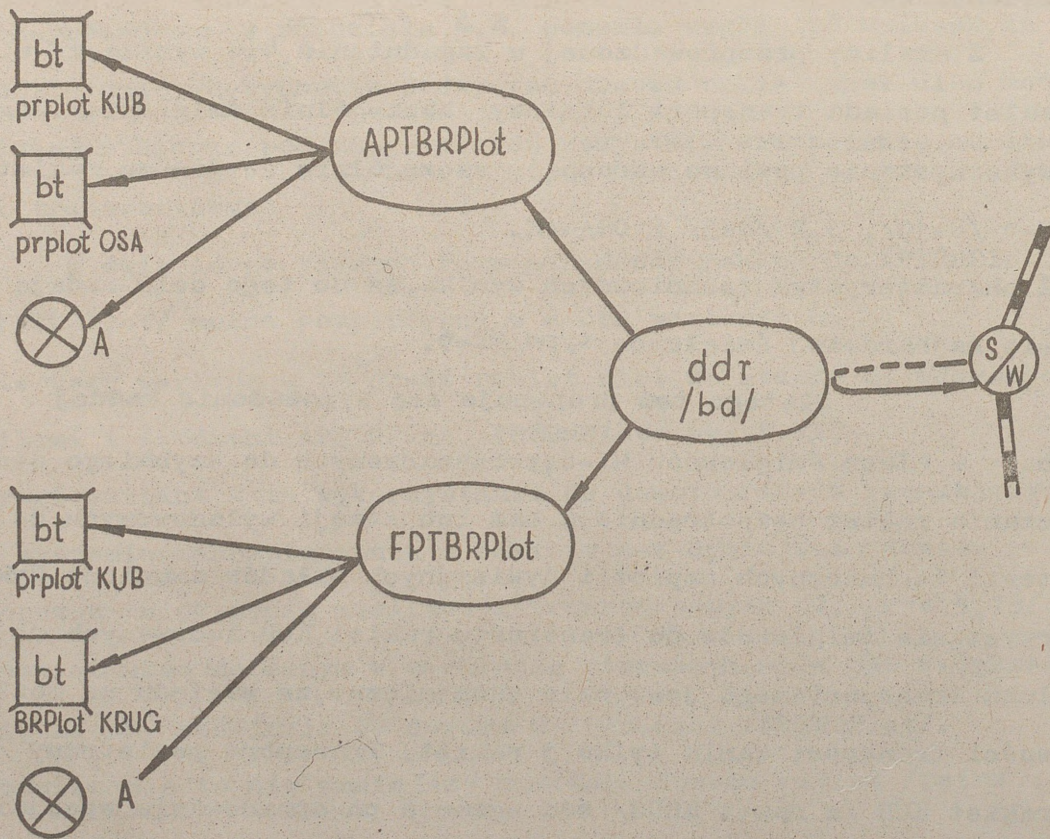 bt
prplot KUB
APTBRPlot
bt
prplot OSA
A
ddr
/bd/
S
W
bt
prplot KUB
FPTBRPlot
bt
BRPlot KRUG
A